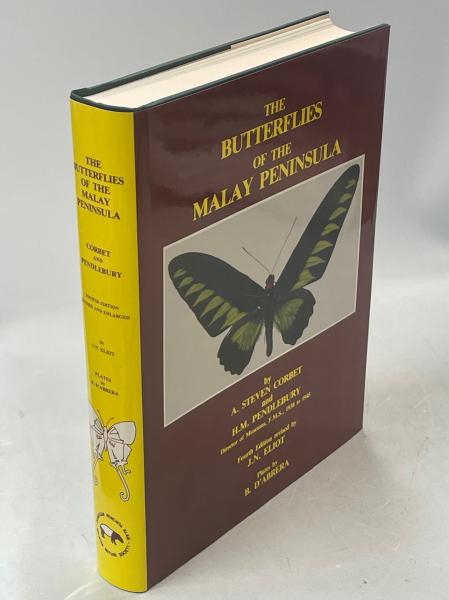 THE
BUTTERFLIES
OF THE
MALAY PENINSULA
by
A. STEVEN CORBET
and
H.M. PENDLEBURY
Director of Museums, F.M.S., 1938 to 1945
Fourth Edition revised by
J.N. ELIOT
Plates by
B. D'ABRERA
THE
BUTTERFLIES
OF THE
MALAY
PENINSULA
CORBET
AND
PENDLEBURY
FOURTH EDITION
REVISED AND ENLARGED
by
J.N. ELIOT
PLATES
by
B. D'ABRERA
NATURE SOCIETY